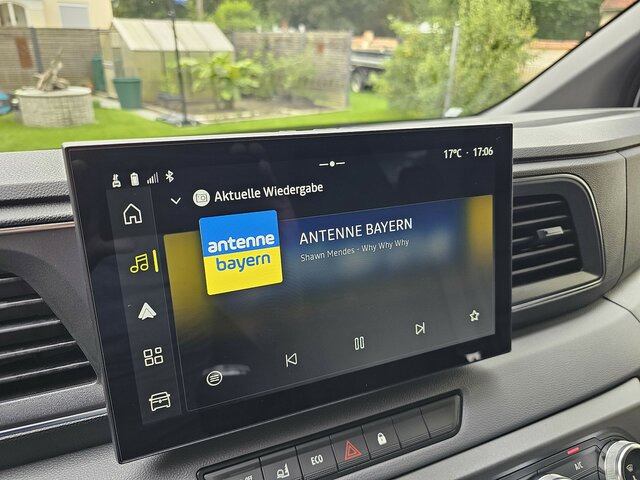 17°C · 17:06
Aktuelle Wiedergabe
antenne
bayern
ANTENNE BAYERN
Shawn Mendes - Why Why Why
ECO
A/C